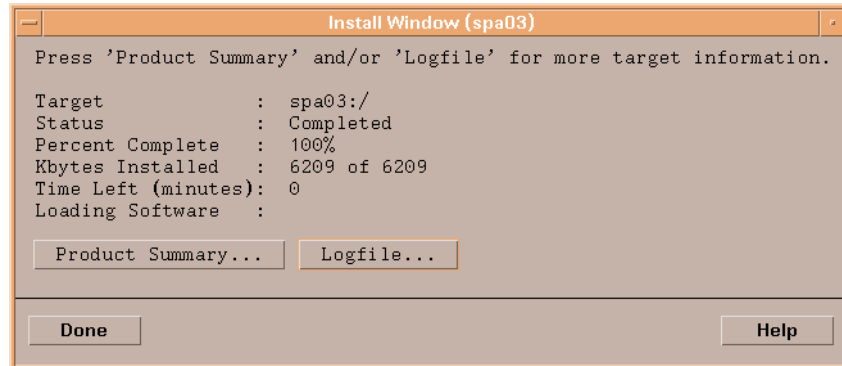 Install Window (spa03)
Press 'Product Summary' and/or 'Logfile' for more target information.
Target : spa03:/
Status : Completed
Percent Complete : 100%
Kbytes Installed : 6209 of 6209
Time Left (minutes): 0
Loading Software :
Product Summary... Logfile...
Done Help